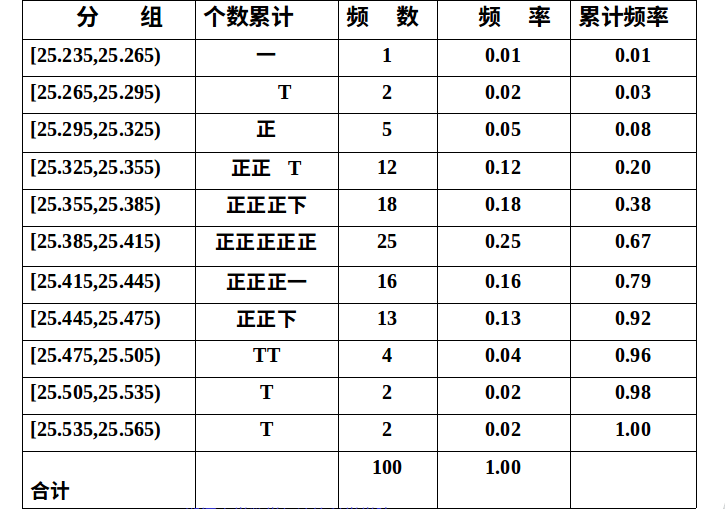 分 组 个数累计 频 数 频 率 累计频率
[25.235,25.265) 一 1 0.01 0.01
[25.265,25.295) T 2 0.02 0.03
[25.295,25.325) 正 5 0.05 0.08
[25.325,25.355) 正正 T 12 0.12 0.20
[25.355,25.385) 正正正下 18 0.18 0.38
[25.385,25.415) 正正正正正 25 0.25 0.67
[25.415,25.445) 正正正一 16 0.16 0.79
[25.445,25.475) 正正下 13 0.13 0.92
[25.475,25.505) TT 4 0.04 0.96
[25.505,25.535) T 2 0.02 0.98
[25.535,25.565) T 2 0.02 1.00
合计 100 1.00